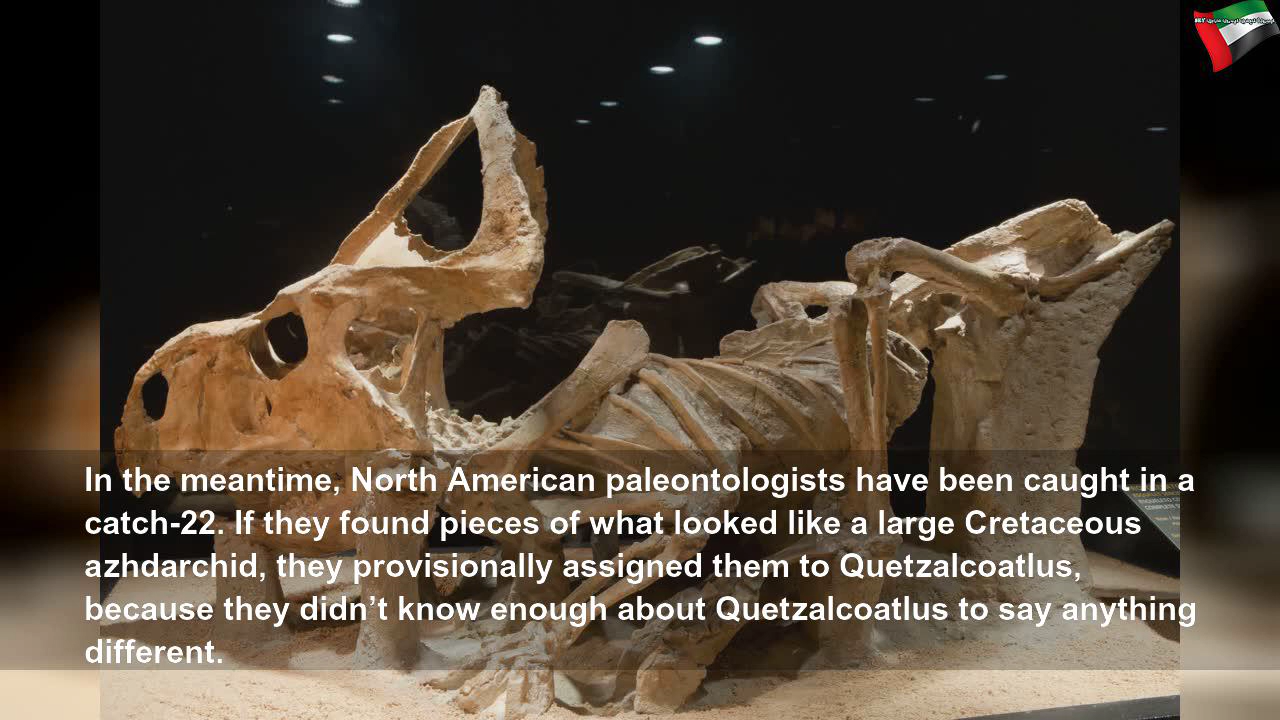 In the meantime, North American paleontologists have been caught in a
catch-22. If they found pieces of what looked like a large Cretaceous
azhdarchid, they provisionally assigned them to Quetzalcoatlus,
because they didn’t know enough about Quetzalcoatlus to say anything
different.